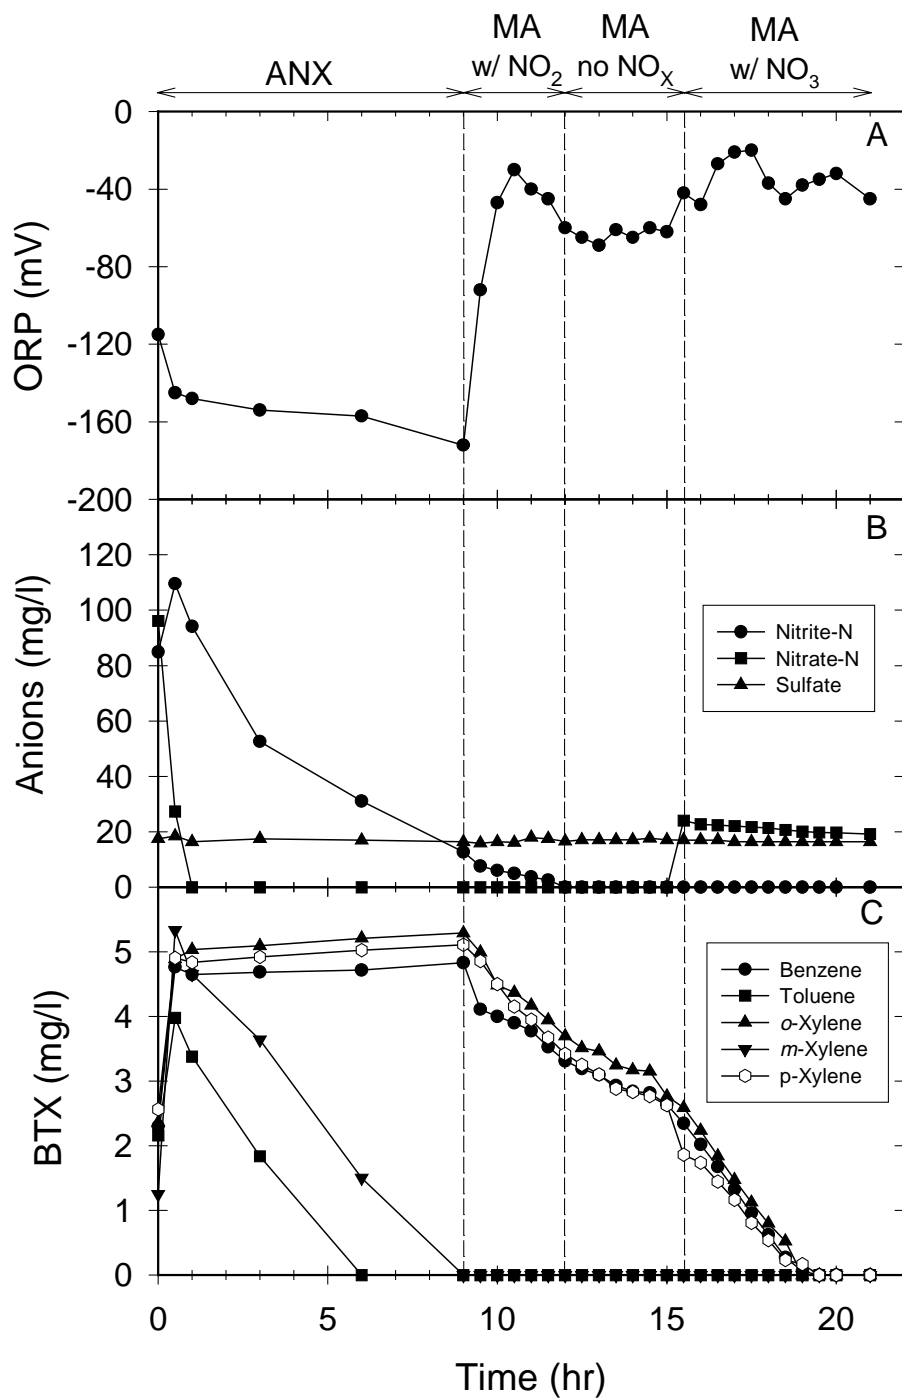 ANX
MA
w/ NO2
MA
no NOX
MA
w/ NO3
A
ORP (mV)
0
-40
-80
-120
-160
-200
B
Anions (mg/l)
120
100
80
60
40
20
0
Nitrite-N
Nitrate-N
Sulfate
C
BTX (mg/l)
5
4
3
2
1
0
Benzene
Toluene
o-Xylene
m-Xylene
p-Xylene
0 5 10 15 20
Time (hr)